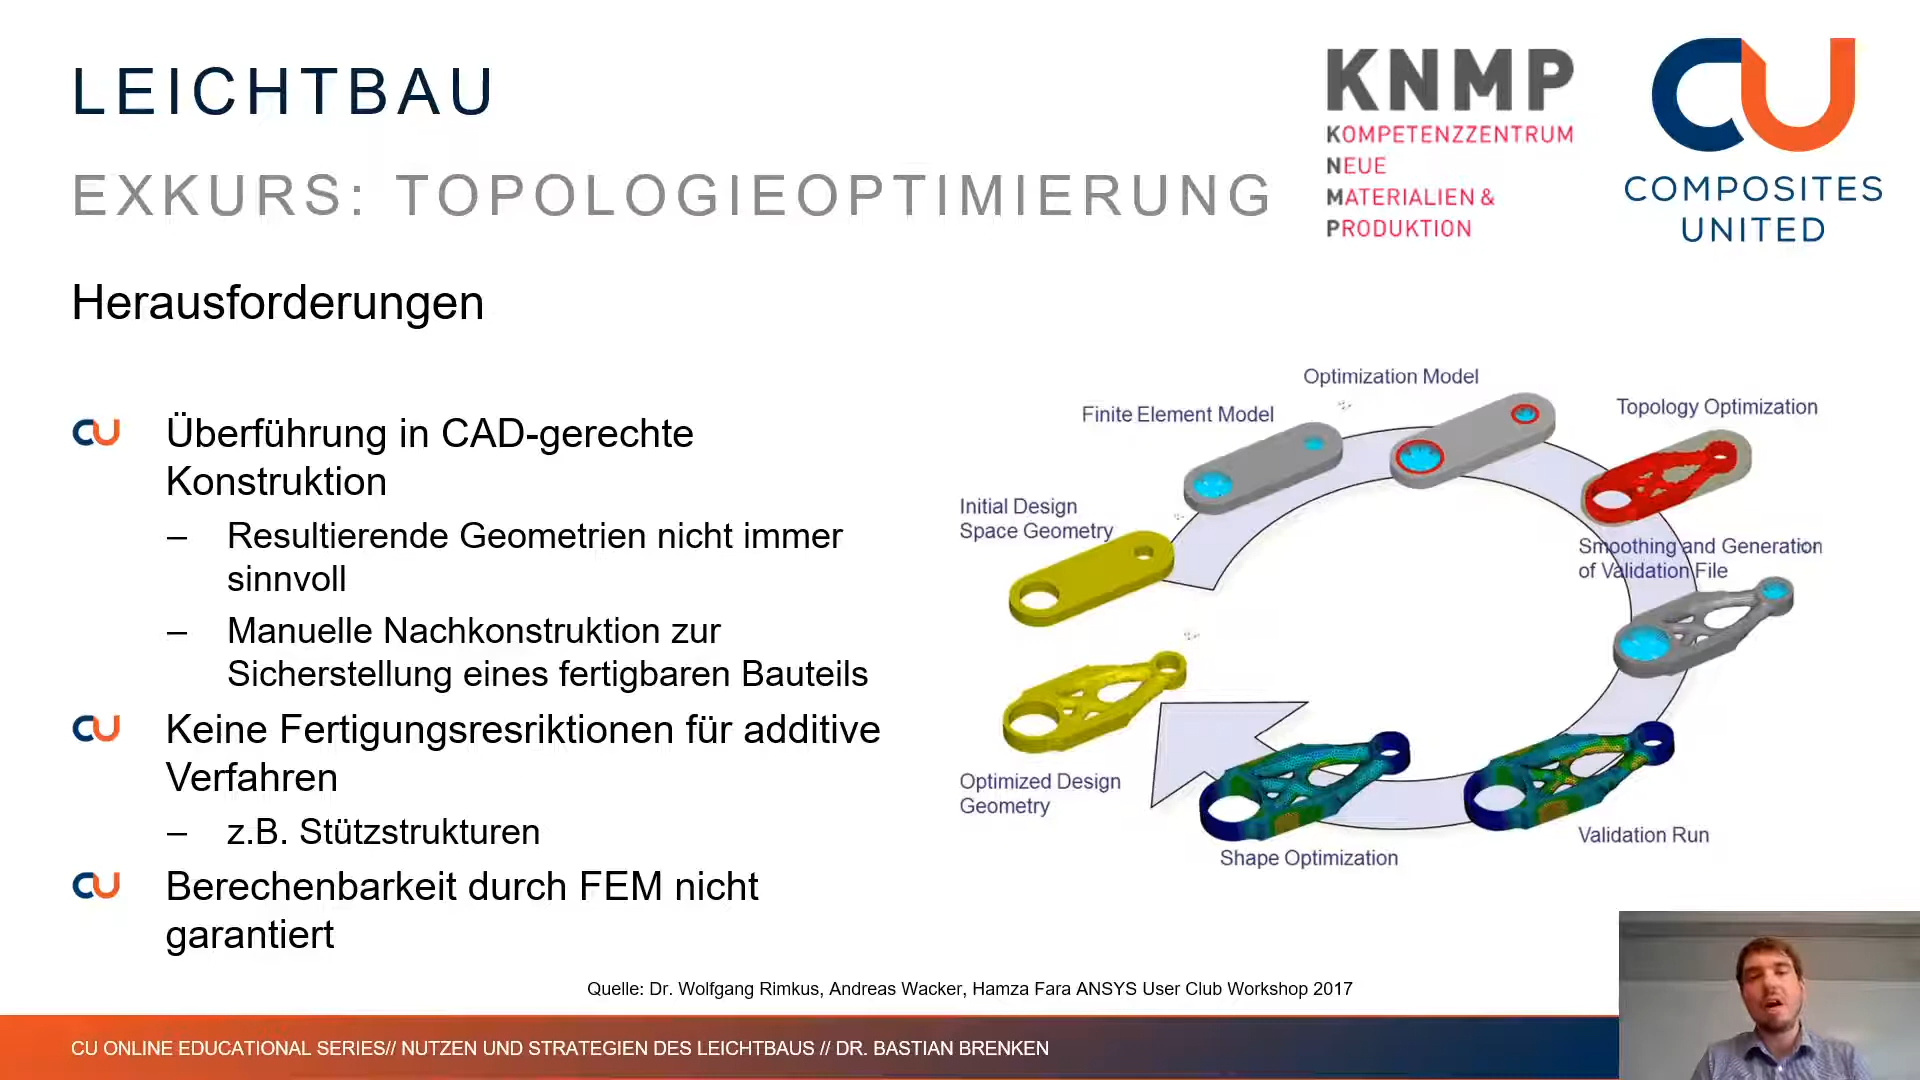 LEICHTBAU
EXKURS: TOPOLOGIEOPTIMIERUNG
KNMP
KOMPETENZZENTRUM
NEUE
MATERIALIEN &
PRODUKTION
CU
COMPOSITES
UNITED
Herausforderungen
CU Überführung in CAD-gerechte
Konstruktion
– Resultierende Geometrien nicht immer
sinnvoll
– Manuelle Nachkonstruktion zur
Sicherstellung eines fertigbaren Bauteils
CU Keine Fertigungsresriktionen für additive
Verfahren
– z.B. Stützstrukturen
CU Berechenbarkeit durch FEM nicht
garantiert
Optimization Model
Finite Element Model
Topology Optimization
Initial Design
Space Geometry
Smoothing and Generation
of Validation File
Optimized Design
Geometry
Validation Run
Shape Optimization
Quelle: Dr. Wolfgang Rimkus, Andreas Wacker, Hamza Fara ANSYS User Club Workshop 2017
CU ONLINE EDUCATIONAL SERIES// NUTZEN UND STRATEGIEN DES LEICHTBAUS // DR. BASTIAN BRENKEN